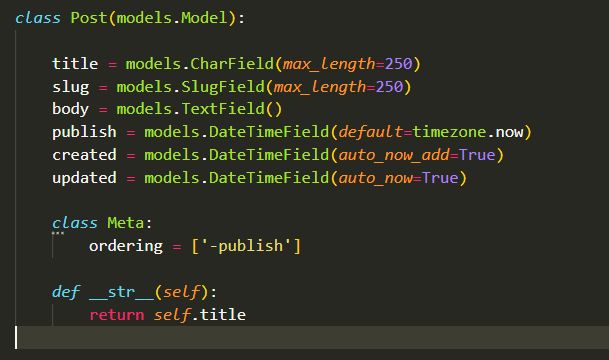 class Post(models.Model):
title = models.CharField(max_length=250)
slug = models.SlugField(max_length=250)
body = models.TextField()
publish = models.DateTimeField(default=timezone.now)
created = models.DateTimeField(auto_now_add=True)
updated = models.DateTimeField(auto_now=True)
class Meta:
ordering = ['-publish']
def __str__(self):
return self.title